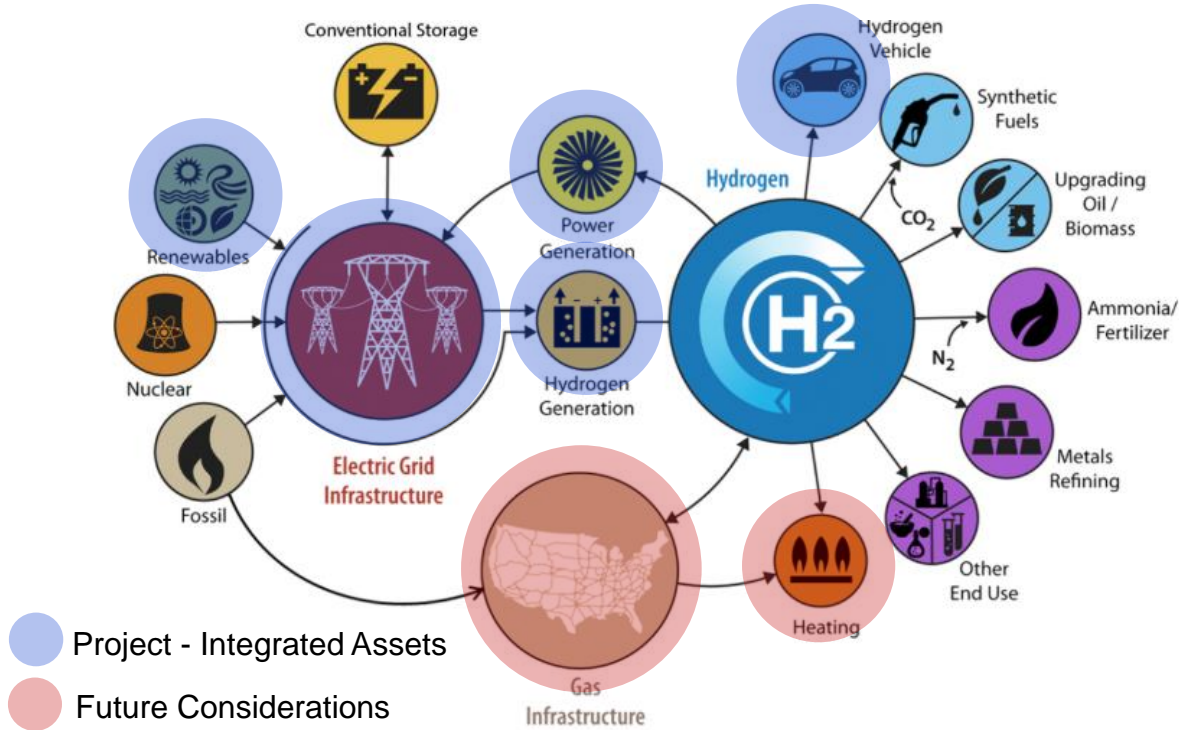 Conventional Storage
Hydrogen
Vehicle
Synthetic
Fuels
Hydrogen
CO2
Upgrading
Oil /
Biomass
Renewables
Power
Generation
+ -
H2
Nuclear
- +
Hydrogen
Generation
N2
Ammonia/
Fertilizer
Metals
Refining
Electric Grid
Infrastructure
Fossil
Other
End Use
Heating
Gas
Infrastructure
Project - Integrated Assets
Future Considerations